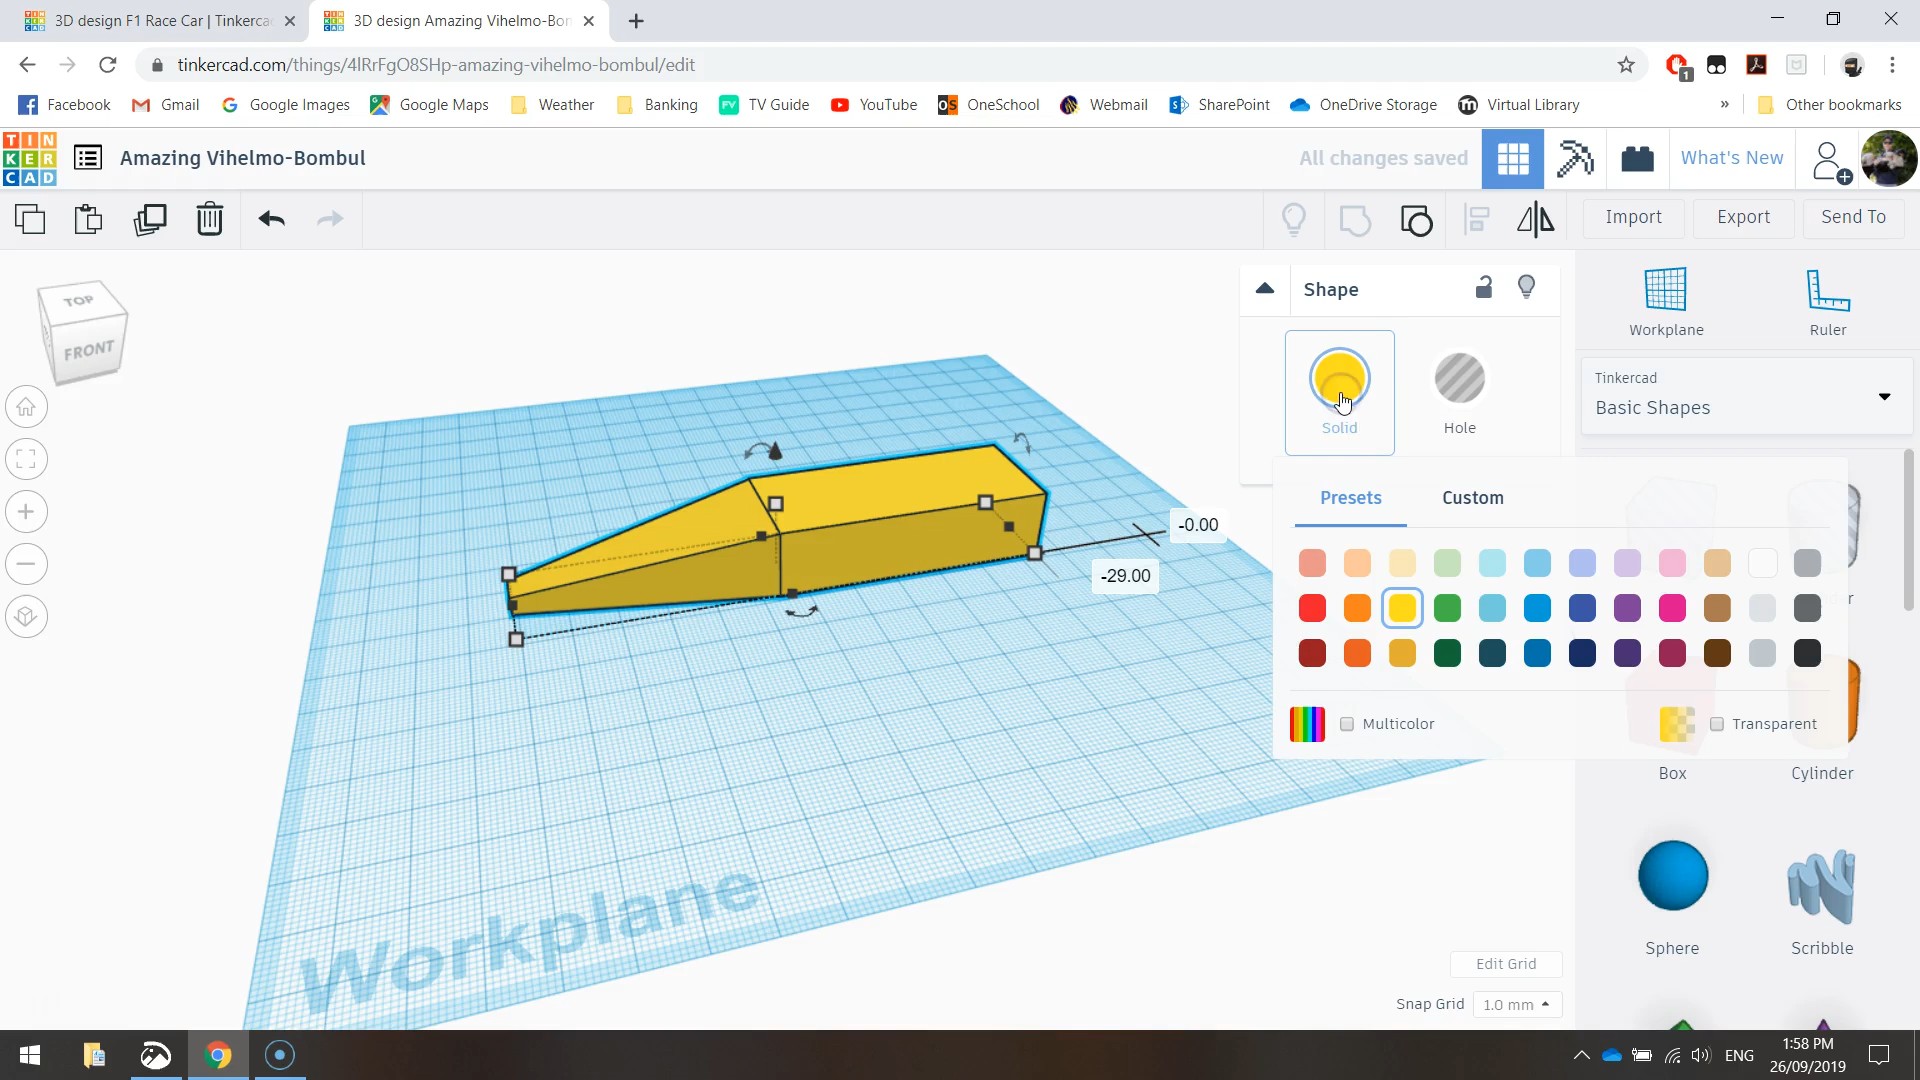 3D design F1 Race Car | Tinkerca
3D design Amazing Vihelmo-Bon
tinkercad.com/things/4lRrFgO8SHp-amazing-vihelmo-bombul/edit
1
Facebook
Gmail
Google Images
Google Maps
Weather
Banking
TV Guide
YouTube
OneSchool
Webmail
SharePoint
OneDrive Storage
Virtual Library
»
Other bookmarks
TIN
KER
CAD
Amazing Vihelmo-Bombul
All changes saved
What's New
Import
Export
Send To
TOP
FRONT
Shape
Solid
Hole
Workplane
Ruler
Tinkercad
Basic Shapes
Presets
Custom
-0.00
-29.00
Multicolor
Transparent
Box
Cylinder
Sphere
Scribble
Workplane
Edit Grid
Snap Grid
1.0 mm
ENG
1:58 PM
26/09/2019